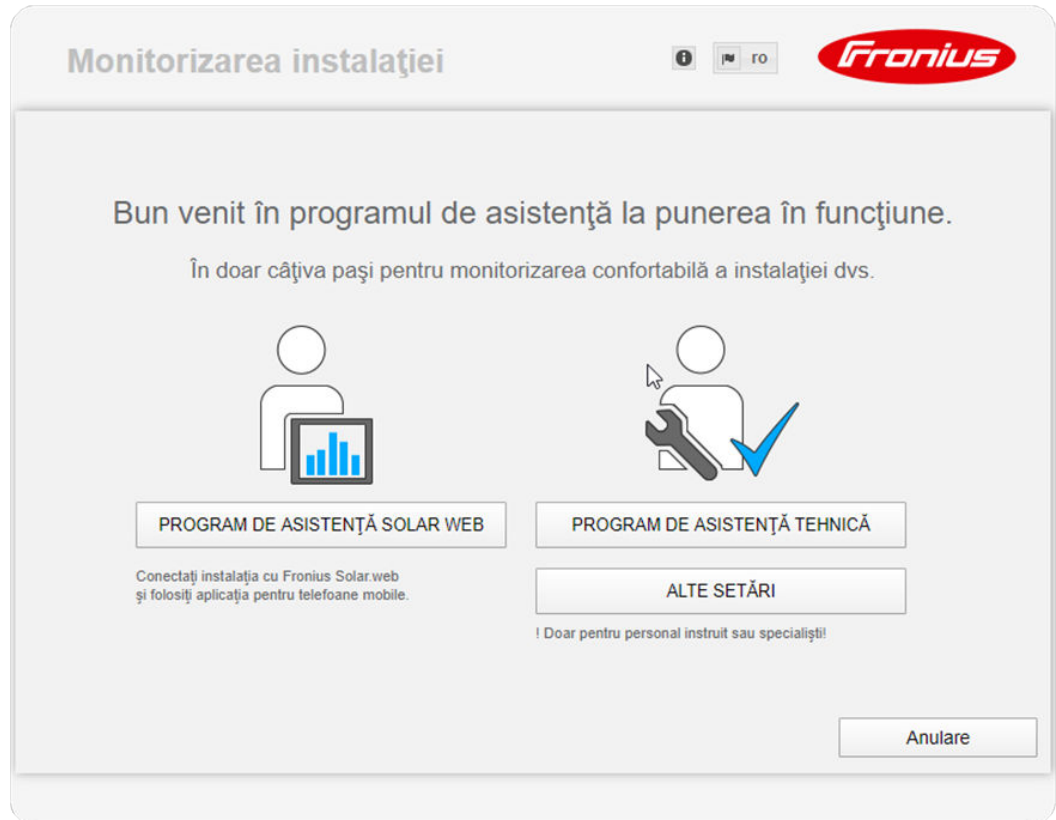 Monitorizarea instalaţiei
ro
Fronius
Bun venit în programul de asistenţă la punerea în funcţiune.
În doar câţiva paşi pentru monitorizarea confortabilă a instalaţiei dvs.
PROGRAM DE ASISTENŢĂ SOLAR WEB
PROGRAM DE ASISTENŢĂ TEHNICĂ
Conectaţi instalaţia cu Fronius Solar.web
şi folosiţi aplicaţia pentru telefoane mobile.
ALTE SETĂRI
! Doar pentru personal instruit sau specialişti!
Anulare